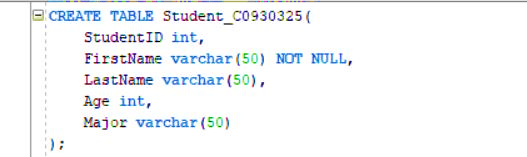 CREATE TABLE Student_C0930325(
StudentID int,
FirstName varchar(50) NOT NULL,
LastName varchar(50),
Age int,
Major varchar(50)
);